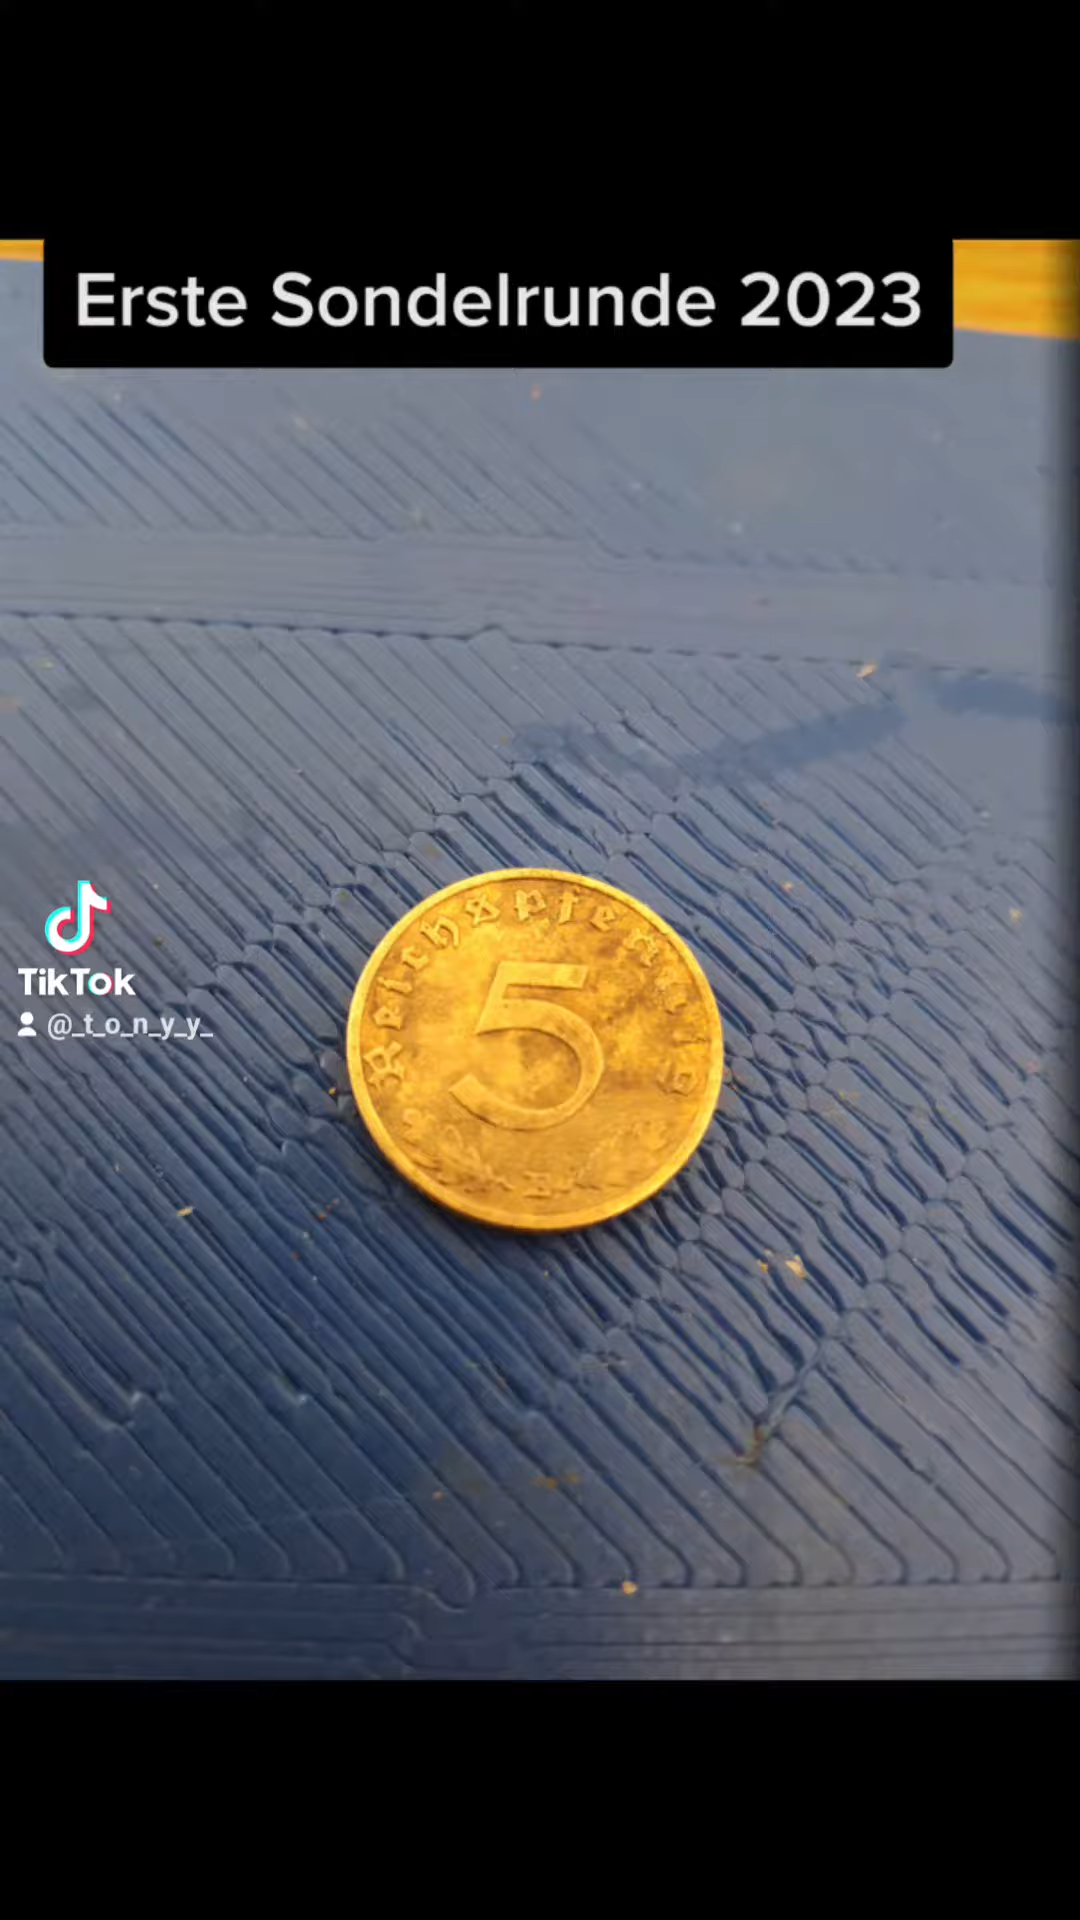 Erste Sondelrunde 2023
Reichspfennig
5
E
TikTok
@_t_o_n_y_y_